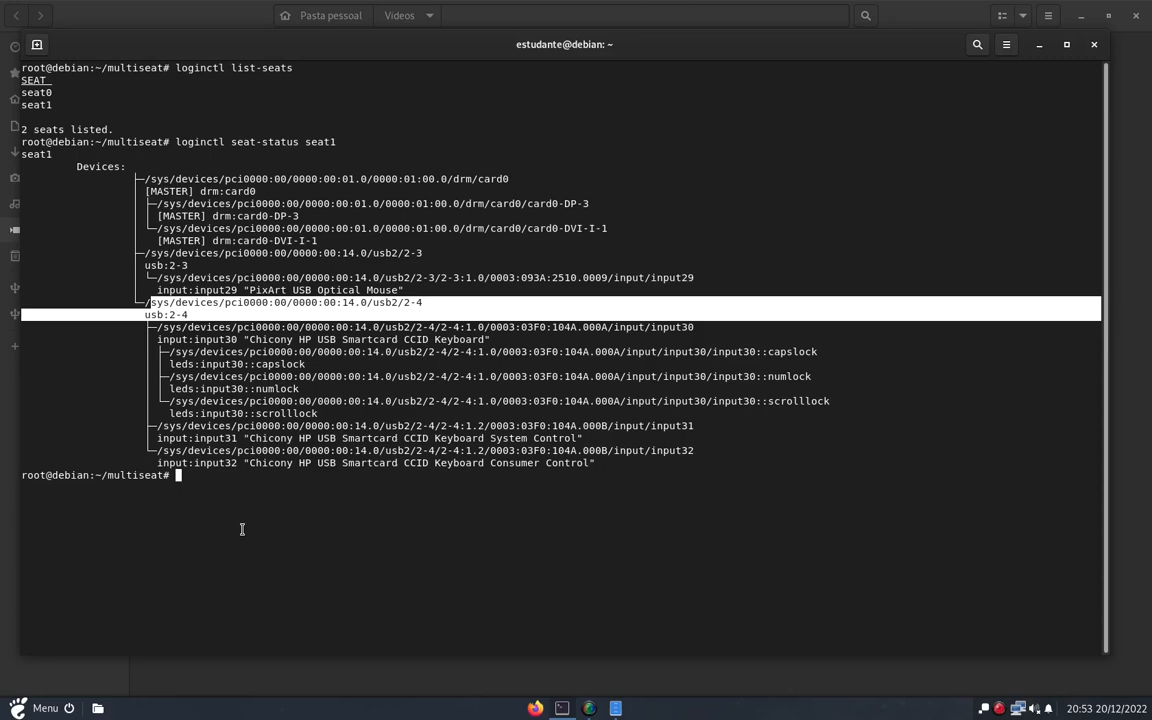 Pasta pessoal Vídeos
estudante@debian: ~
root@debian:~/multiseat# loginctl list-seats
SEAT
seat0
seat1
2 seats listed.
root@debian:~/multiseat# loginctl seat-status seat1
seat1
Devices:
├─/sys/devices/pci0000:00/0000:00:01.0/0000:01:00.0/drm/card0
│ [MASTER] drm:card0
│ ├─/sys/devices/pci0000:00/0000:00:01.0/0000:01:00.0/drm/card0/card0-DP-3
│ │ [MASTER] drm:card0-DP-3
│ └─/sys/devices/pci0000:00/0000:00:01.0/0000:01:00.0/drm/card0/card0-DVI-I-1
│   [MASTER] drm:card0-DVI-I-1
├─/sys/devices/pci0000:00/0000:00:14.0/usb2/2-3
│ usb:2-3
│ └─/sys/devices/pci0000:00/0000:00:14.0/usb2/2-3/2-3:1.0/0003:093A:2510.0009/input/input29
│   input:input29 "PixArt USB Optical Mouse"
└─/sys/devices/pci0000:00/0000:00:14.0/usb2/2-4
usb:2-4
├─/sys/devices/pci0000:00/0000:00:14.0/usb2/2-4/2-4:1.0/0003:03F0:104A.000A/input/input30
│ input:input30 "Chicony HP USB Smartcard CCID Keyboard"
│ ├─/sys/devices/pci0000:00/0000:00:14.0/usb2/2-4/2-4:1.0/0003:03F0:104A.000A/input/input30/input30::capslock
│ │ leds:input30::capslock
│ ├─/sys/devices/pci0000:00/0000:00:14.0/usb2/2-4/2-4:1.0/0003:03F0:104A.000A/input/input30/input30::numlock
│ │ leds:input30::numlock
│ └─/sys/devices/pci0000:00/0000:00:14.0/usb2/2-4/2-4:1.0/0003:03F0:104A.000A/input/input30/input30::scrolllock
│   leds:input30::scrolllock
├─/sys/devices/pci0000:00/0000:00:14.0/usb2/2-4/2-4:1.2/0003:03F0:104A.000B/input/input31
│ input:input31 "Chicony HP USB Smartcard CCID Keyboard System Control"
└─/sys/devices/pci0000:00/0000:00:14.0/usb2/2-4/2-4:1.2/0003:03F0:104A.000B/input/input32
input:input32 "Chicony HP USB Smartcard CCID Keyboard Consumer Control"
root@debian:~/multiseat#
Menu 20:53 20/12/2022